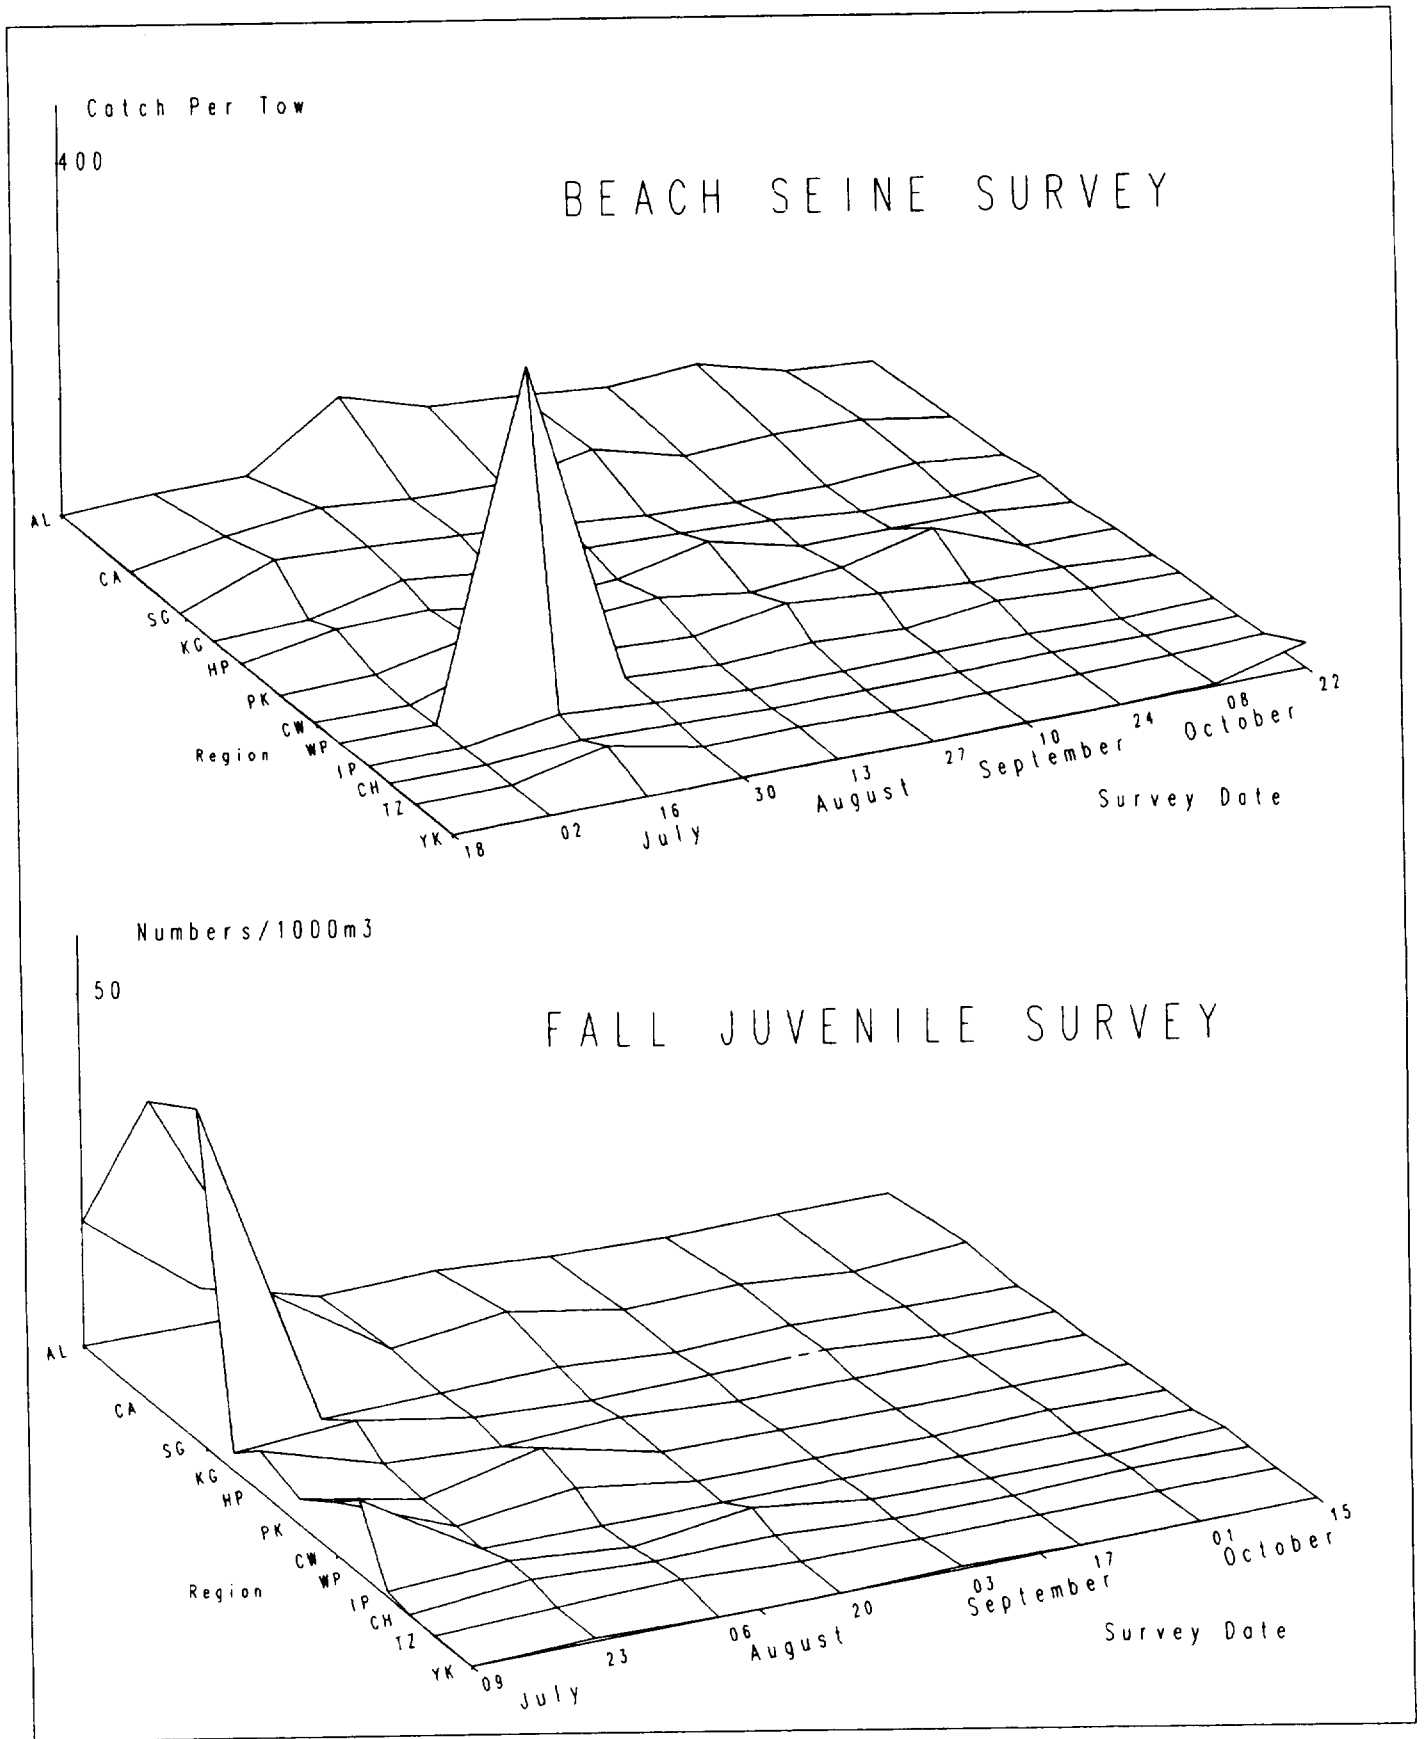 Catch Per Tow
400
BEACH SEINE SURVEY
AL
CA
SG
KG
HP
PK
CW
WP
IP
CH
TZ
YK
Region
18
02
16
30
13
27
10
24
08
22
July
August
September
October
Survey Date
Numbers/1000m3
50
FALL JUVENILE SURVEY
AL
CA
SG
KG
HP
PK
CW
WP
IP
CH
TZ
YK
Region
09
23
06
20
03
17
01
15
July
August
September
October
Survey Date